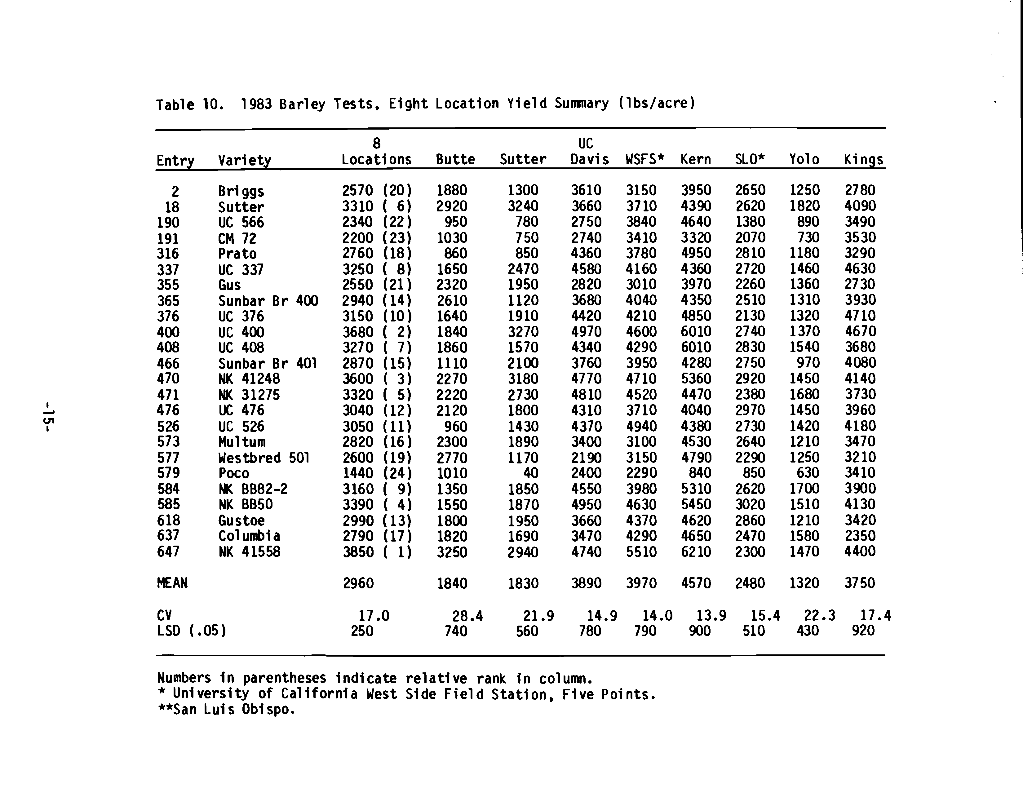 Table 10. 1983 Barley Tests, Eight Location Yield Summary (lbs/acre)
8 UC
Entry Variety Locations Butte Sutter Davis WSFS* Kern SLO* Yolo Kings
2 Briggs 2570 (20) 1880 1300 3610 3150 3950 2650 1250 2780
18 Sutter 3310 ( 6) 2920 3240 3660 3710 4390 2620 1820 4090
190 UC 566 2340 (22) 950 780 2750 3840 4640 1380 890 3490
191 CM 72 2200 (23) 1030 750 2740 3410 3320 2070 730 3530
316 Prato 2760 (18) 860 850 4360 3780 4950 2810 1180 3290
337 UC 337 3250 ( 8) 1650 2470 4580 4160 4360 2720 1460 4630
355 Gus 2550 (21) 2320 1950 2820 3010 3970 2260 1360 2730
365 Sunbar Br 400 2940 (14) 2610 1120 3680 4040 4350 2510 1310 3930
376 UC 376 3150 (10) 1640 1910 4420 4210 4850 2130 1320 4710
400 UC 400 3680 ( 2) 1840 3270 4970 4600 6010 2740 1370 4670
408 UC 408 3270 ( 7) 1860 1570 4340 4290 6010 2830 1540 3680
466 Sunbar Br 401 2870 (15) 1110 2100 3760 3950 4280 2750 970 4080
470 NK 41248 3600 ( 3) 2270 3180 4770 4710 5360 2920 1450 4140
471 NK 31275 3320 ( 5) 2220 2730 4810 4520 4470 2380 1680 3730
476 UC 476 3040 (12) 2120 1800 4310 3710 4040 2970 1450 3960
526 UC 526 3050 (11) 960 1430 4370 4940 4380 2730 1420 4180
573 Multum 2820 (16) 2300 1890 3400 3100 4530 2640 1210 3470
577 Westbred 501 2600 (19) 2770 1170 2190 3150 4790 2290 1250 3210
579 Poco 1440 (24) 1010 40 2400 2290 840 850 630 3410
584 NK BB82-2 3160 ( 9) 1350 1850 4550 3980 5310 2620 1700 3900
585 NK BB50 3390 ( 4) 1550 1870 4950 4630 5450 3020 1510 4130
618 Gustoe 2990 (13) 1800 1950 3660 4370 4620 2860 1210 3420
637 Columbia 2790 (17) 1820 1690 3470 4290 4650 2470 1580 2350
647 NK 41558 3850 ( 1) 3250 2940 4740 5510 6210 2300 1470 4400
MEAN 2960 1840 1830 3890 3970 4570 2480 1320 3750
CV 17.0 28.4 21.9 14.9 14.0 13.9 15.4 22.3 17.4
LSD (.05) 250 740 560 780 790 900 510 430 920
Numbers in parentheses indicate relative rank in column.
* University of California West Side Field Station, Five Points.
**San Luis Obispo.
-15-